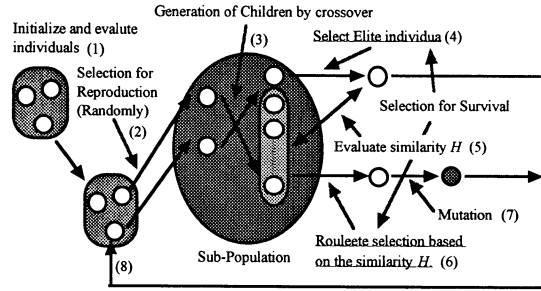 Generation of Children by crossover
(3)
Initialize and evaluate
individuals (1)
Select Elite individua (4)
Selection for
Reproduction
(Randomly)
(2)
Selection for Survival
Evaluate similarity H (5)
Mutation (7)
Rouleete selection based
on the similarity H. (6)
Sub-Population
(8)